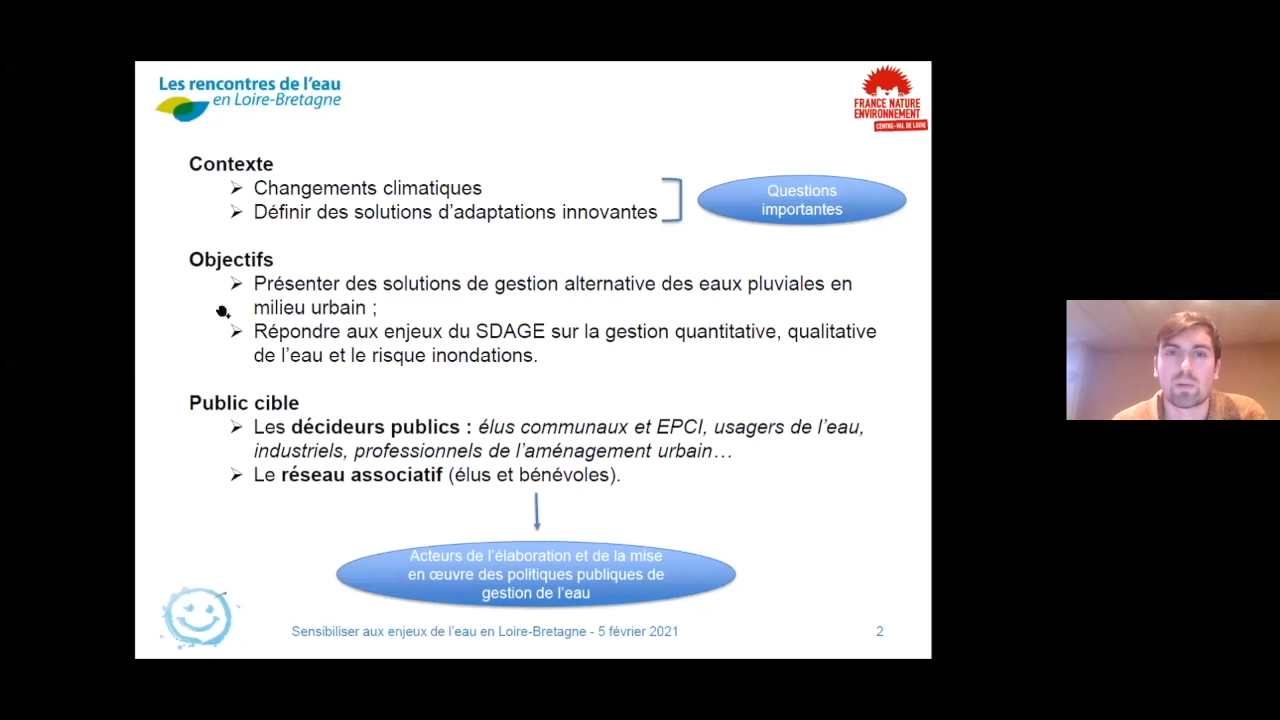 Les rencontres de l'eau
en Loire-Bretagne
FRANCE NATURE
ENVIRONNEMENT
CENTRE-VAL DE LOIRE
Contexte
➢ Changements climatiques
➢ Définir des solutions d'adaptations innovantes
Questions
importantes
Objectifs
➢ Présenter des solutions de gestion alternative des eaux pluviales en
milieu urbain ;
➢ Répondre aux enjeux du SDAGE sur la gestion quantitative, qualitative
de l'eau et le risque inondations.
Public cible
➢ Les décideurs publics : élus communaux et EPCI, usagers de l'eau,
industriels, professionnels de l'aménagement urbain…
➢ Le réseau associatif (élus et bénévoles).
Acteurs de l'élaboration et de la mise
en œuvre des politiques publiques de
gestion de l'eau
Sensibiliser aux enjeux de l'eau en Loire-Bretagne - 5 février 2021
2